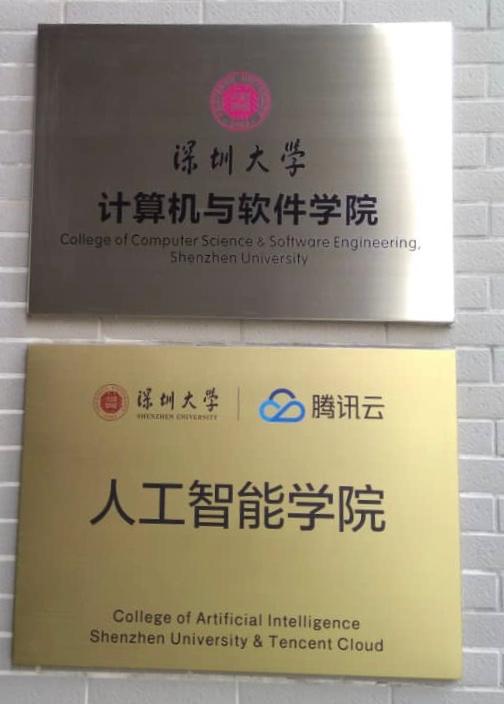 深圳大学
计算机与软件学院
College of Computer Science & Software Engineering,
Shenzhen University
深圳大学
SHENZHEN UNIVERSITY
腾讯云
人工智能学院
College of Artificial Intelligence
Shenzhen University & Tencent Cloud